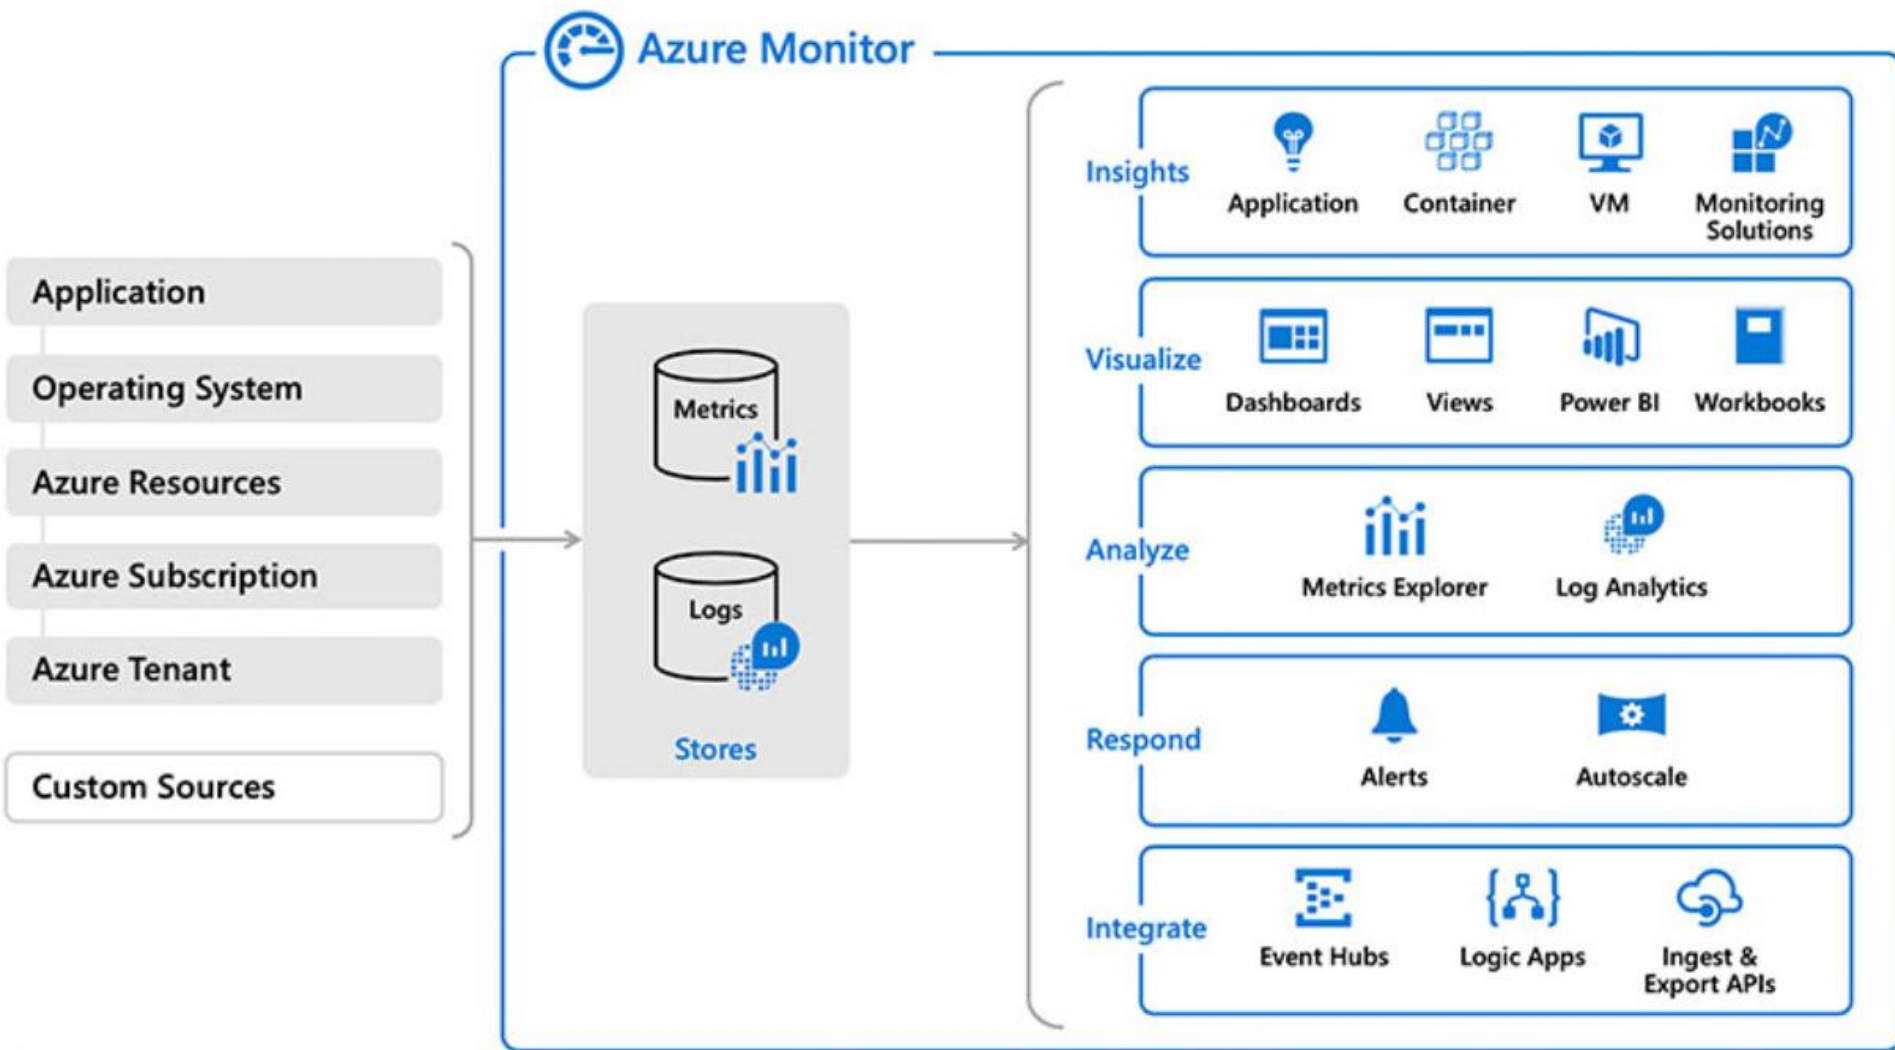 Azure Monitor
Application
Operating System
Azure Resources
Azure Subscription
Azure Tenant
Custom Sources
Metrics
Logs
Stores
Insights
Application
Container
VM
Monitoring
Solutions
Visualize
Dashboards
Views
Power BI
Workbooks
Analyze
Metrics Explorer
Log Analytics
Respond
Alerts
Autoscale
Integrate
Event Hubs
Logic Apps
Ingest &
Export APIs